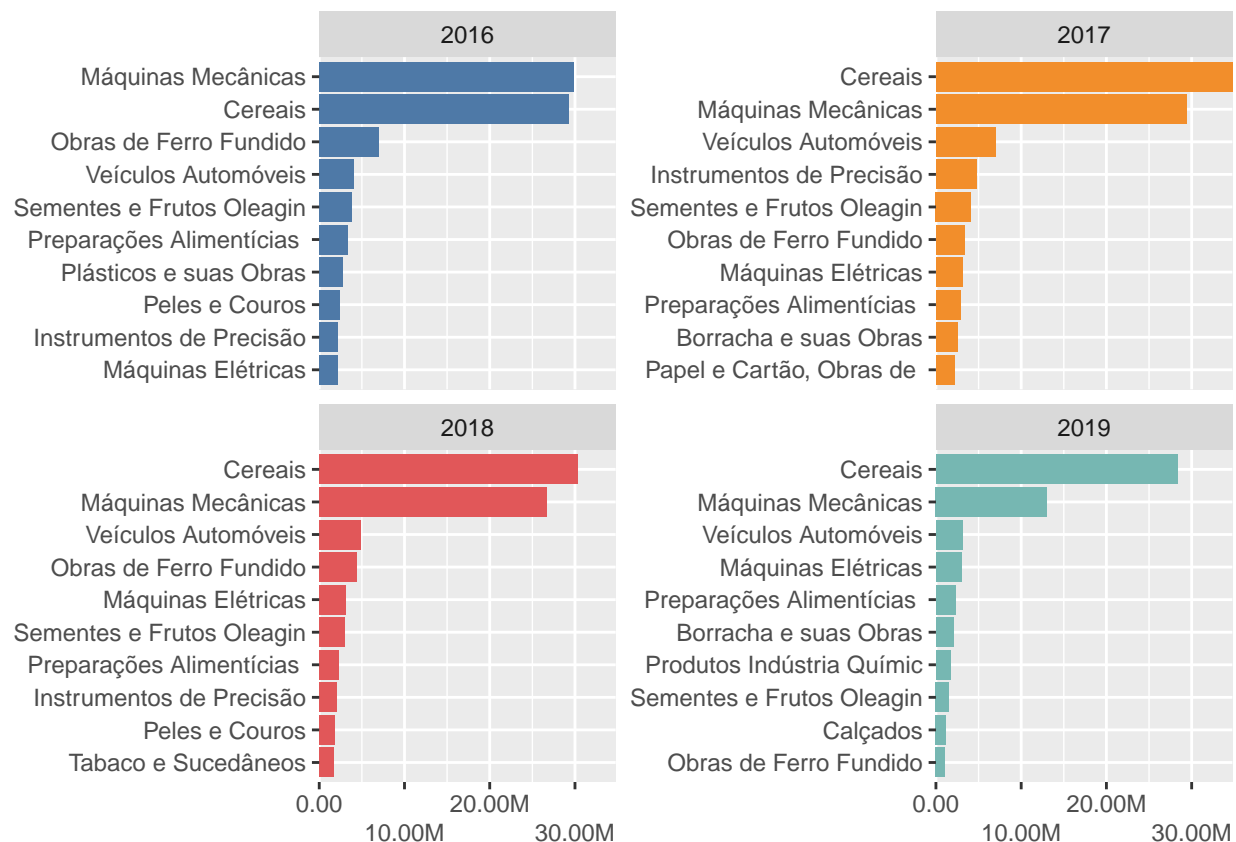 2016
Máquinas Mecânicas
Cereais
Obras de Ferro Fundido
Veículos Automóveis
Sementes e Frutos Oleagin
Preparações Alimentícias
Plásticos e suas Obras
Peles e Couros
Instrumentos de Precisão
Máquinas Elétricas
2017
Cereais
Máquinas Mecânicas
Veículos Automóveis
Instrumentos de Precisão
Sementes e Frutos Oleagin
Obras de Ferro Fundido
Máquinas Elétricas
Preparações Alimentícias
Borracha e suas Obras
Papel e Cartão, Obras de
2018
Cereais
Máquinas Mecânicas
Veículos Automóveis
Obras de Ferro Fundido
Máquinas Elétricas
Sementes e Frutos Oleagin
Preparações Alimentícias
Instrumentos de Precisão
Peles e Couros
Tabaco e Sucedâneos
0.00 20.00M
10.00M 30.00M
2019
Cereais
Máquinas Mecânicas
Veículos Automóveis
Máquinas Elétricas
Preparações Alimentícias
Borracha e suas Obras
Produtos Indústria Químic
Sementes e Frutos Oleagin
Calçados
Obras de Ferro Fundido
0.00 20.00M
10.00M 30.00M